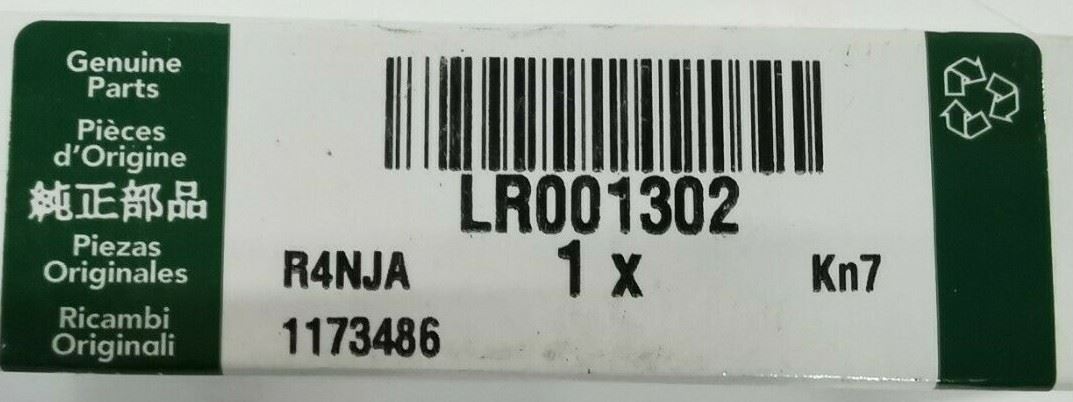 Genuine
Parts
Pièces
d'Origine
純正部品
Piezas
Originales
Ricambi
Originali
LR001302
R4NJA 1 x Kn7
1173486